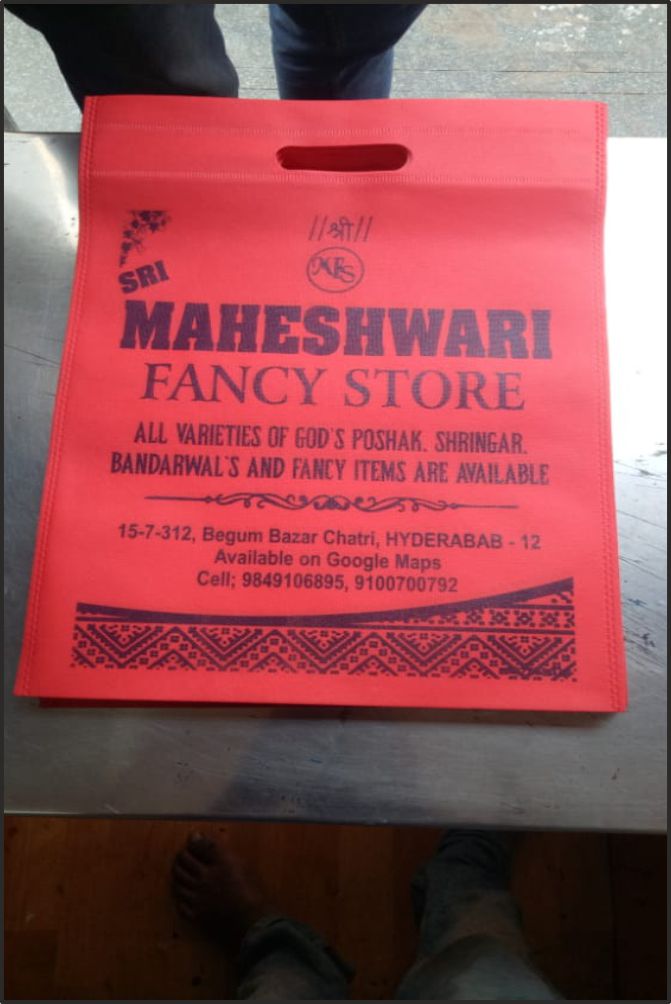 //श्री//
MFS
SRI
MAHESHWARI
FANCY STORE
ALL VARIETIES OF GOD'S POSHAK. SHRINGAR.
BANDARWAL'S AND FANCY ITEMS ARE AVAILABLE
15-7-312, Begum Bazar Chatri, HYDERABAB - 12
Available on Google Maps
Cell; 9849106895, 9100700792